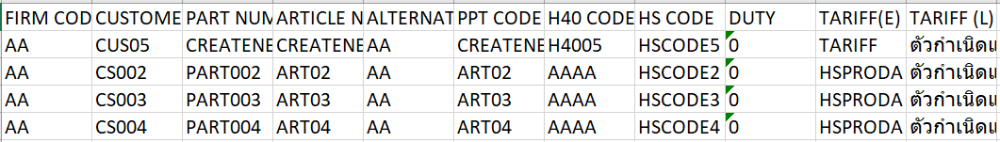 FIRM COD CUSTOME PART NUM ARTICLE N ALTERNAT PPT CODE H40 CODE HS CODE DUTY TARIFF(E) TARIFF (L)
AA CUS05 CREATENE CREATENE AA CREATENE H4005 HSCODE5 0 TARIFF ตัวกำเนิดแ
AA CS002 PART002 ART02 AA ART02 AAAA HSCODE2 0 HSPRODA ตัวกำเนิดแ
AA CS003 PART003 ART03 AA ART03 AAAA HSCODE3 0 HSPRODA ตัวกำเนิดแ
AA CS004 PART004 ART04 AA ART04 AAAA HSCODE4 0 HSPRODA ตัวกำเนิดแ